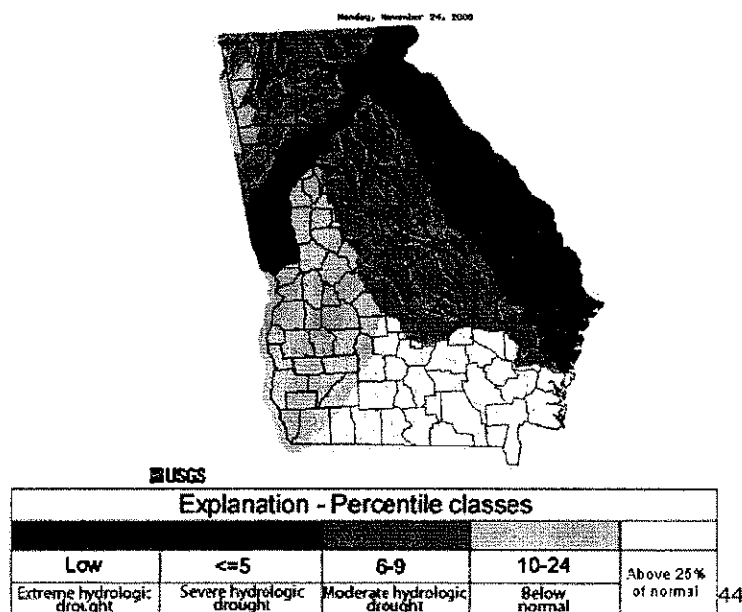 Monday, November 24, 2008
USGS
Explanation - Percentile classes
Low <=5 6-9 10-24 Above 25% of normal
Extreme hydrologic drought Severe hydrologic drought Moderate hydrologic drought Below normal
44